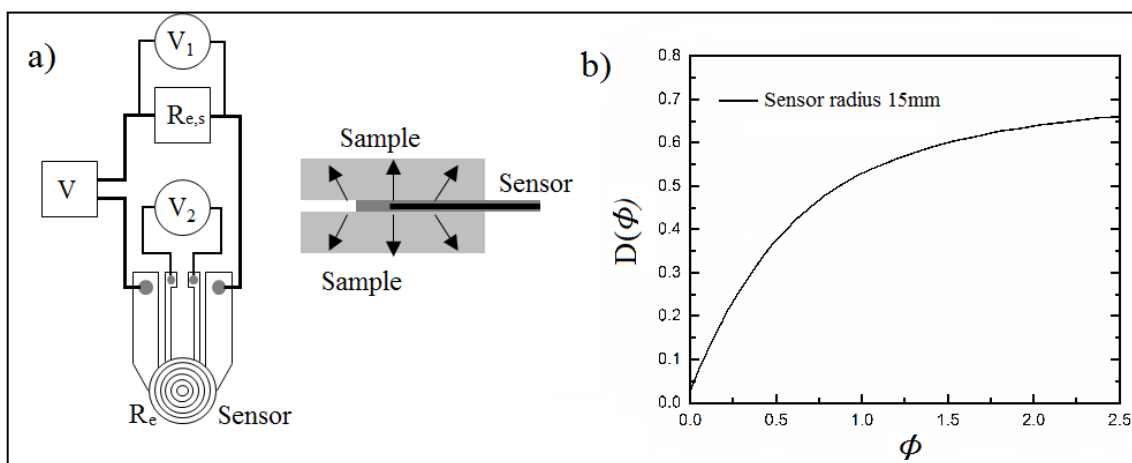 a)
V₁
Rₑ,ₛ
V
V₂
Rₑ
Sensor
Sample
Sensor
Sample
b)
Sensor radius 15mm
D(ϕ)
0.8
0.7
0.6
0.5
0.4
0.3
0.2
0.1
0.0
0.0 0.5 1.0 1.5 2.0 2.5
ϕ